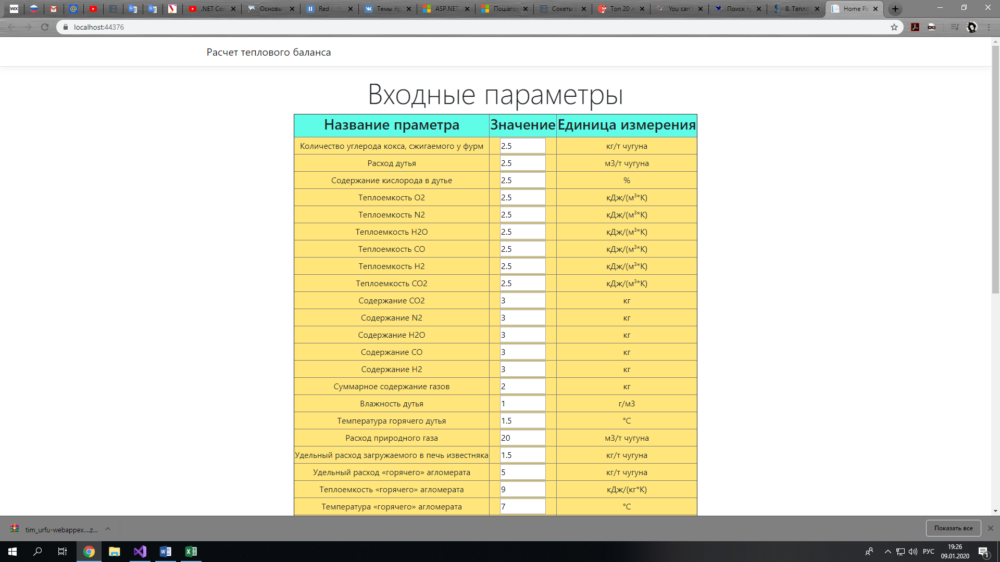 WIX
.NET Con
Основы
Red
Темы пр
ASP.NET
Пошагов
Сокеты
Топ 20 л
You can't
Поиск ту
8. Тепло
Home Pa
localhost:44376
Расчет теплового баланса
Входные параметры
Название праметра Значение Единица измерения
Количество углерода кокса, сжигаемого у фурм 2.5 кг/т чугуна
Расход дутья 2.5 м3/т чугуна
Содержание кислорода в дутье 2.5 %
Теплоемкость O2 2.5 кДж/(м³*К)
Теплоемкость N2 2.5 кДж/(м³*К)
Теплоемкость H2O 2.5 кДж/(м³*К)
Теплоемкость CO 2.5 кДж/(м³*К)
Теплоемкость H2 2.5 кДж/(м³*К)
Теплоемкость CO2 2.5 кДж/(м³*К)
Содержание CO2 3 кг
Содержание N2 3 кг
Содержание H2O 3 кг
Содержание CO 3 кг
Содержание H2 3 кг
Суммарное содержание газов 2 кг
Влажность дутья 1 г/м3
Температура горячего дутья 1.5 °C
Расход природного газа 20 м3/т чугуна
Удельный расход загружаемого в печь известняка 1.5 кг/т чугуна
Удельный расход «горячего» агломерата 5 кг/т чугуна
Теплоемкость «горячего» агломерата 9 кДж/(кг*К)
Температура «горячего» агломерата 7 °C
tim_urfu-webappex....z...
Показать все
РУС
19:26
09.01.2020
1